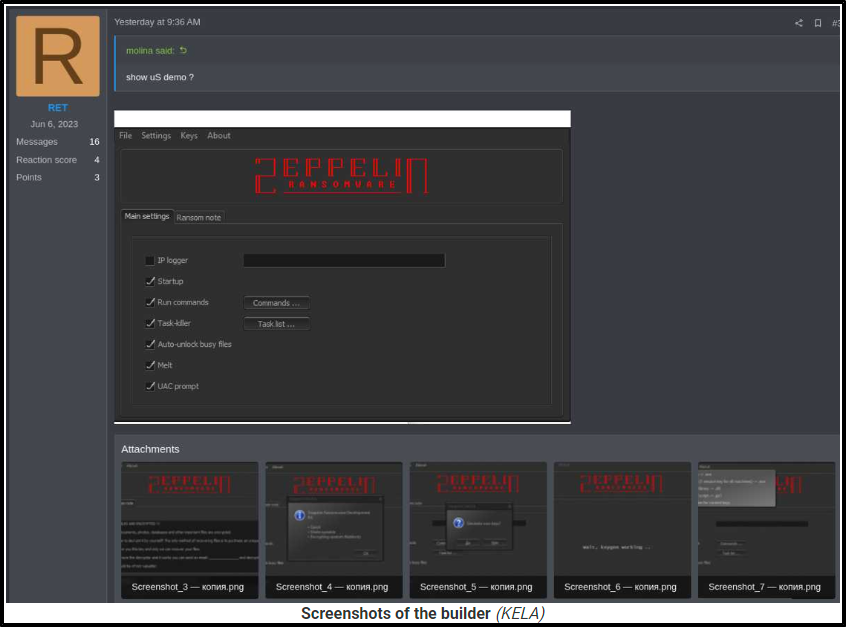 R
Yesterday at 9:36 AM
molina said:
show uS demo ?
RET
Jun 6, 2023
Messages 16
Reaction score 4
Points 3
File Settings Keys About
ZEPPELIN
RANSOMWARE
Main settings Ransom note
IP logger
Startup
Run commands Commands ...
Task-killer Task list ...
Auto-unlock busy files
Melt
UAC prompt
Attachments
wait, keygen working ...
Screenshot_3 — копия.png Screenshot_4 — копия.png Screenshot_5 — копия.png Screenshot_6 — копия.png Screenshot_7 — копия.png
Screenshots of the builder (KELA)